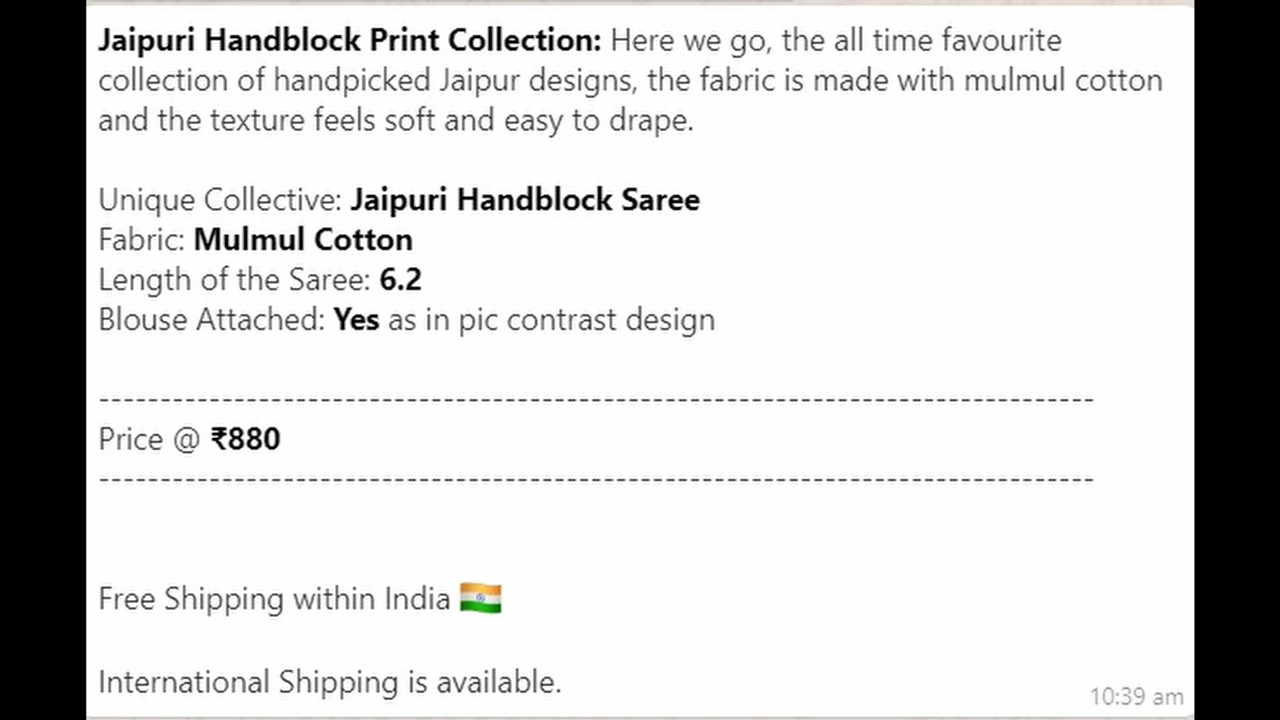 Jaipuri Handblock Print Collection: Here we go, the all time favourite
collection of handpicked Jaipur designs, the fabric is made with mulmul cotton
and the texture feels soft and easy to drape.
Unique Collective: Jaipuri Handblock Saree
Fabric: Mulmul Cotton
Length of the Saree: 6.2
Blouse Attached: Yes as in pic contrast design
---------------------------------------------------------------------------------
Price @ ₹880
---------------------------------------------------------------------------------
Free Shipping within India 🇮🇳
International Shipping is available.
10:39 am